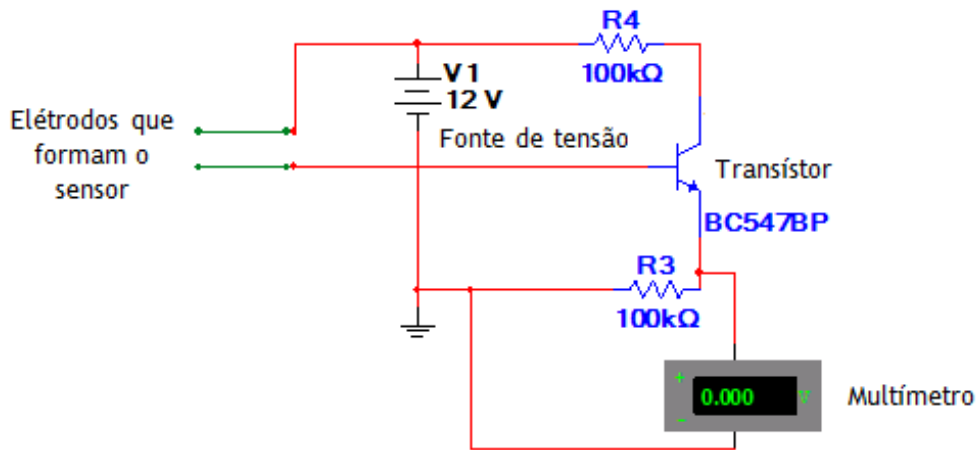 R4
100kΩ
V1
12 V
Elétrodos que
formam o
sensor
Fonte de tensão
Transístor
BC547BP
R3
100kΩ
+
0.000
V
-
Multímetro